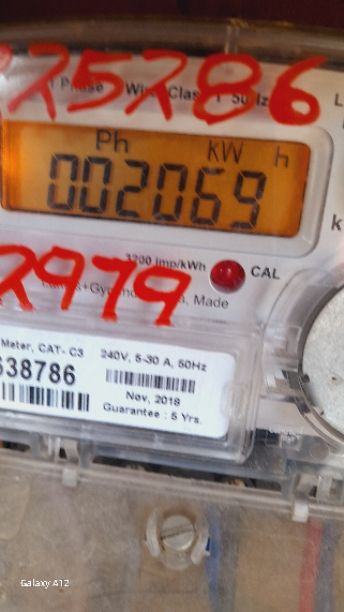 25286
Phase Wire Class 1 50Hz
Ph kW h
002069
3200 Imp/kWh CAL
2979
Made
Meter, CAT- C3 240V, 5-30 A, 50Hz
638786
Nov, 2018
Guarantee : 5 Yrs.
Galaxy A12